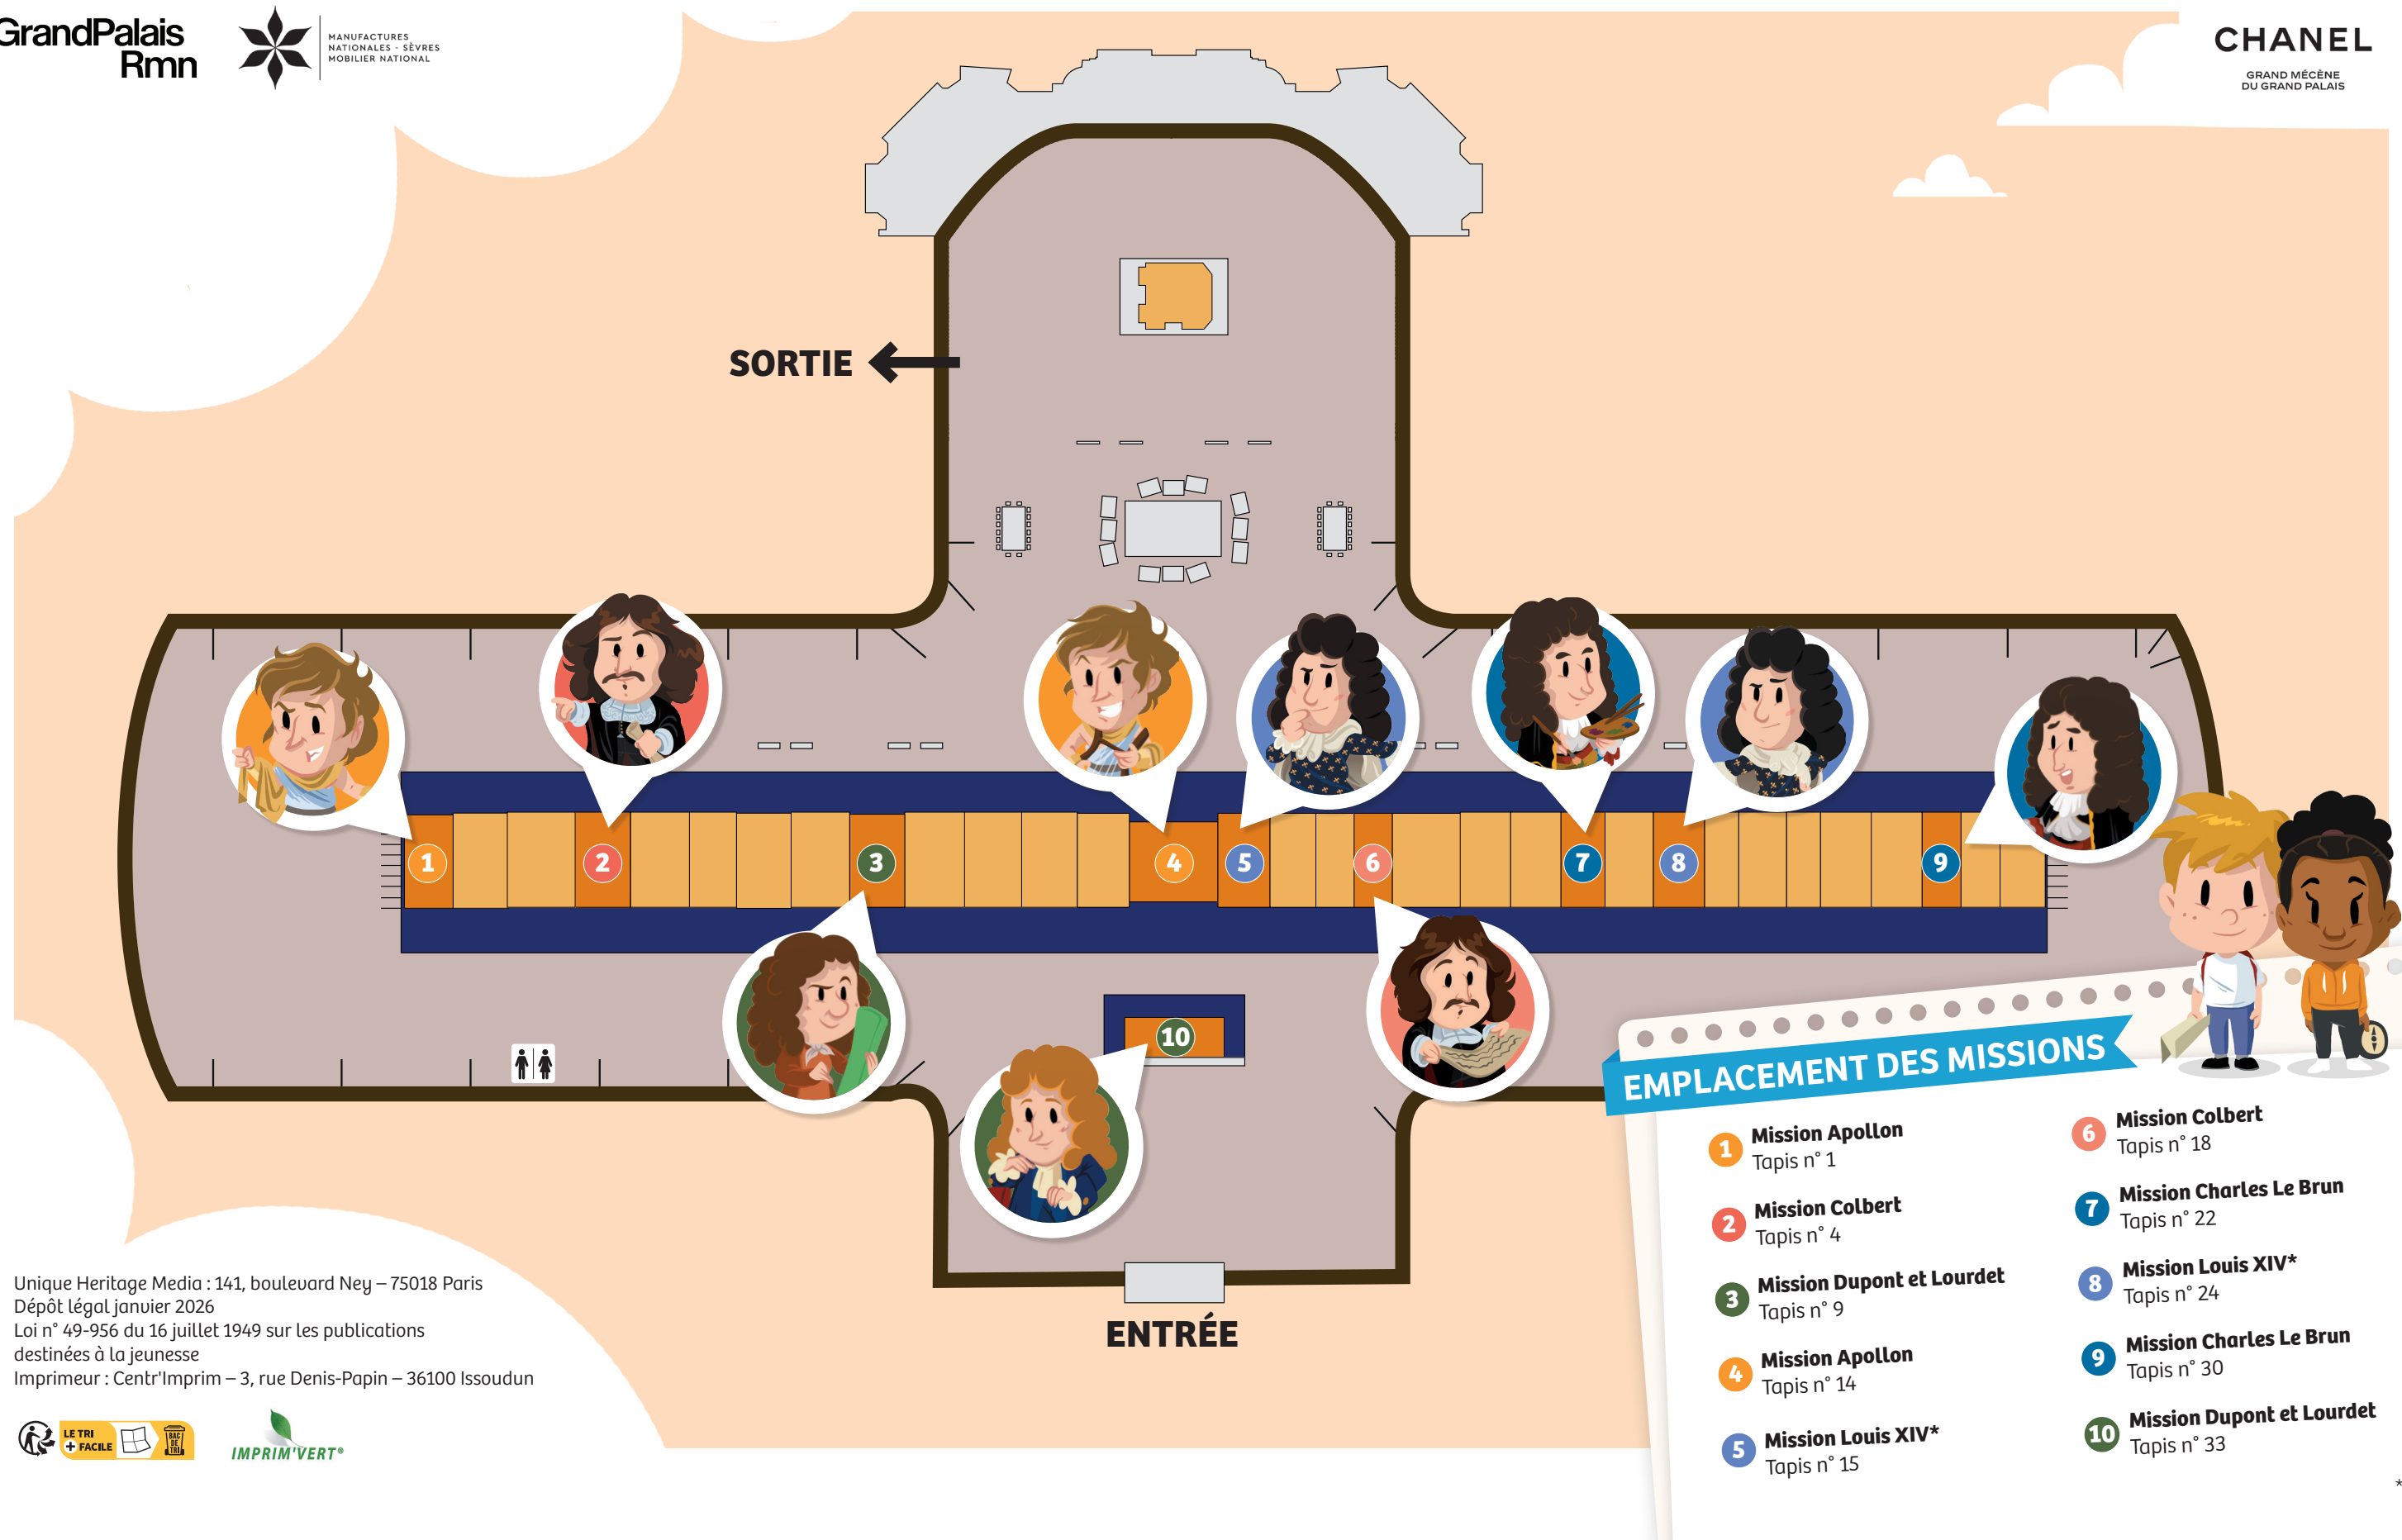 GrandPalais
Rmn
MANUFACTURES
NATIONALES - SÈVRES
MOBILIER NATIONAL
CHANEL
GRAND MÉCÈNE
DU GRAND PALAIS
SORTIE
1
2
3
4
5
6
7
8
9
10
ENTRÉE
EMPLACEMENT DES MISSIONS
1 Mission Apollon
Tapis n° 1
2 Mission Colbert
Tapis n° 4
3 Mission Dupont et Lourdet
Tapis n° 9
4 Mission Apollon
Tapis n° 14
5 Mission Louis XIV*
Tapis n° 15
6 Mission Colbert
Tapis n° 18
7 Mission Charles Le Brun
Tapis n° 22
8 Mission Louis XIV*
Tapis n° 24
9 Mission Charles Le Brun
Tapis n° 30
10 Mission Dupont et Lourdet
Tapis n° 33
*
Unique Heritage Media : 141, boulevard Ney – 75018 Paris
Dépôt légal janvier 2026
Loi n° 49-956 du 16 juillet 1949 sur les publications
destinées à la jeunesse
Imprimeur : Centr'Imprim – 3, rue Denis-Papin – 36100 Issoudun
LE TRI
+ FACILE
BAC
DE
TRI
IMPRIM'VERT®